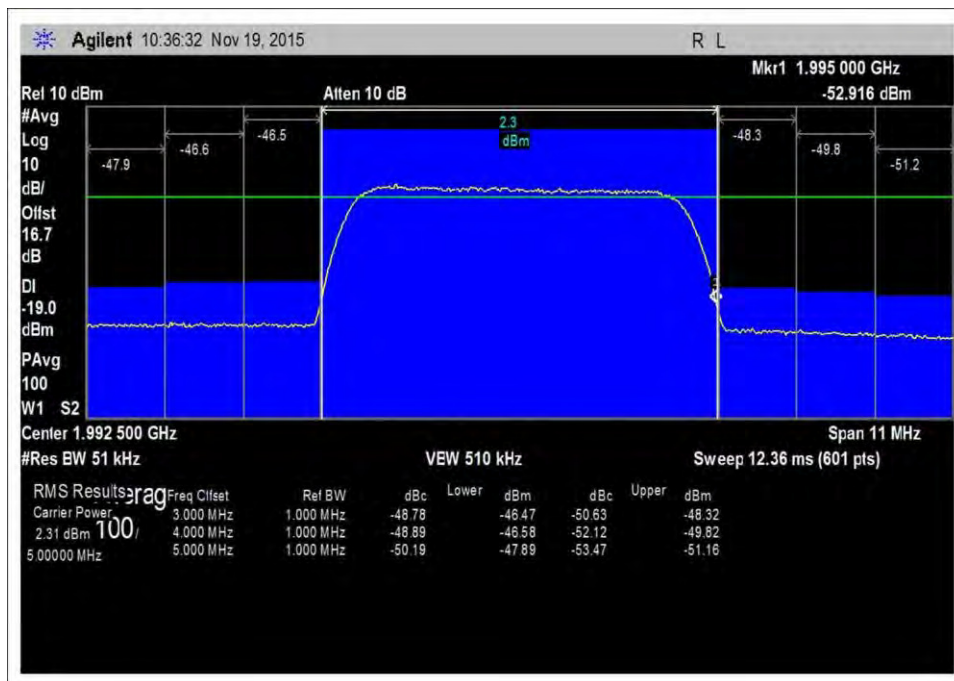 Agilent 10:36:32 Nov 19, 2015 R L
Mkr1 1.995 000 GHz
Rel 10 dBm Atten 10 dB -52.916 dBm
#Avg
Log
10
dB/
Offst
16.7
dB
DI
-19.0
dBm
PAvg
100
W1 S2
-47.9 -46.6 -46.5 2.3 dBm -48.3 -49.8 -51.2
Center 1.992 500 GHz Span 11 MHz
#Res BW 51 kHz VEW 510 kHz Sweep 12.36 ms (601 pts)
RMS Results Freq Offset Ref BW dBc Lower dBm dBc Upper dBm
Carrier Power 3.000 MHz 1.000 MHz -48.78 -46.47 -50.63 -48.32
2.31 dBm 100/ 4.000 MHz 1.000 MHz -48.89 -46.58 -52.12 -49.82
5.00000 MHz 5.000 MHz 1.000 MHz -50.19 -47.89 -53.47 -51.16